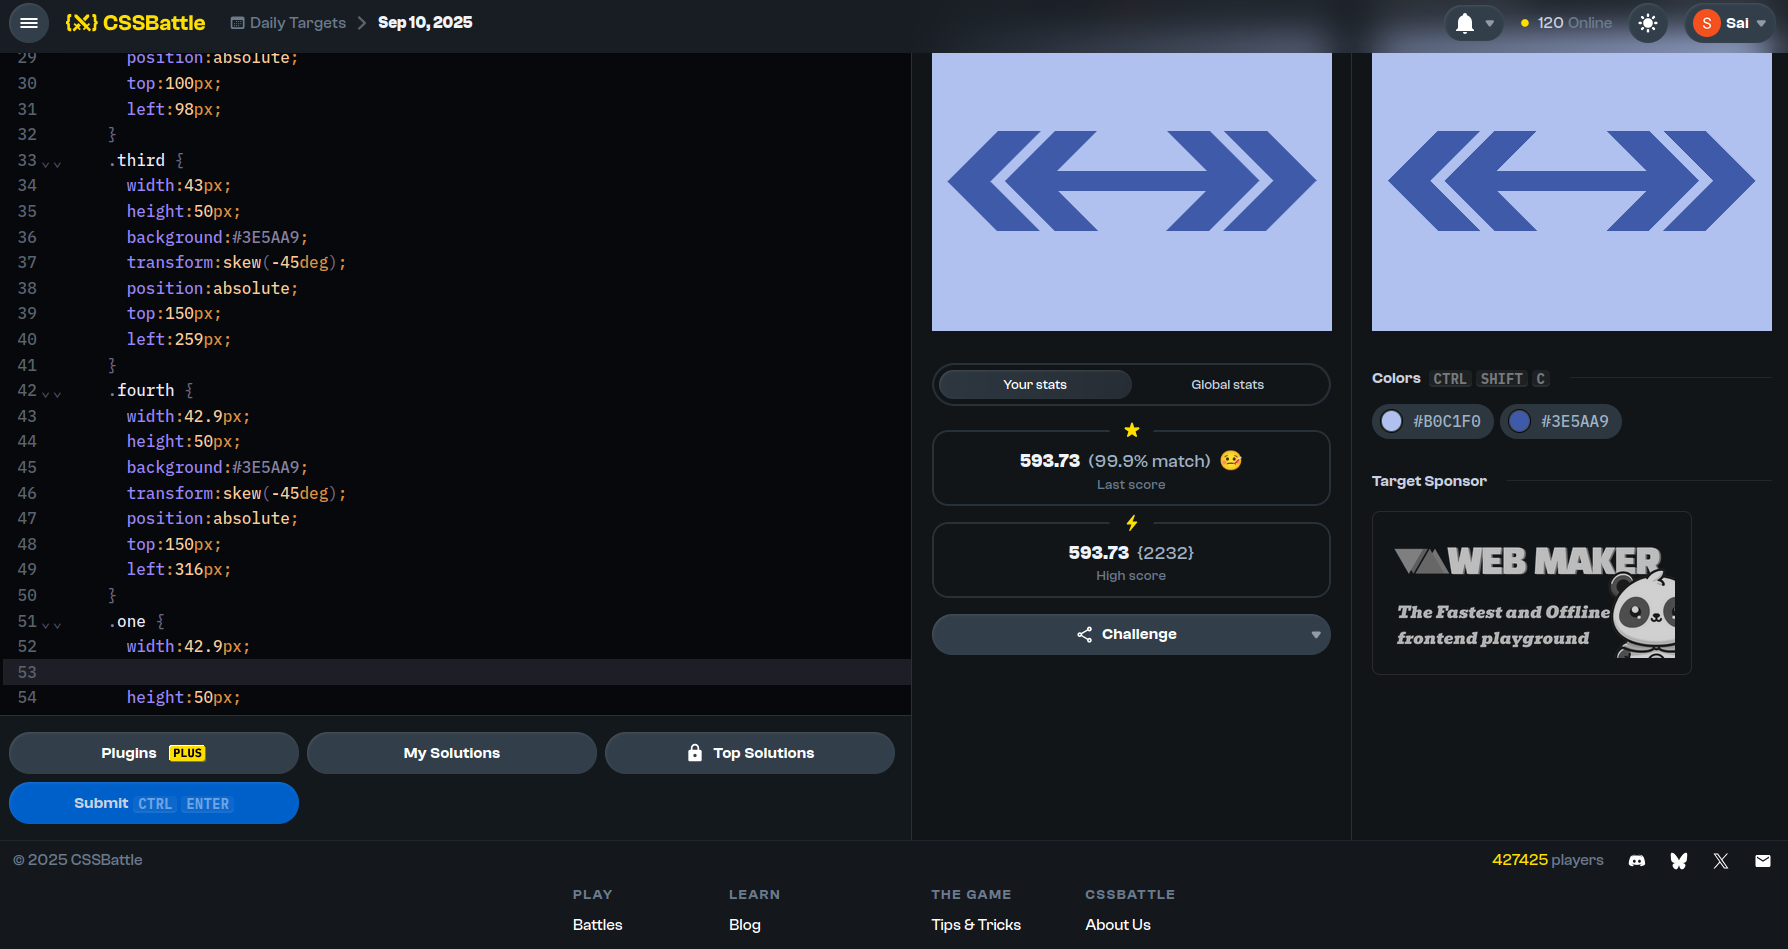 CSSBattle
Daily Targets
Sep 10, 2025
120 Online
S
Sai
29 position:absolute;
30 top:100px;
31 left:98px;
32 }
33 .third {
34 width:43px;
35 height:50px;
36 background:#3E5AA9;
37 transform:skew(-45deg);
38 position:absolute;
39 top:150px;
40 left:259px;
41 }
42 .fourth {
43 width:42.9px;
44 height:50px;
45 background:#3E5AA9;
46 transform:skew(-45deg);
47 position:absolute;
48 top:150px;
49 left:316px;
50 }
51 .one {
52 width:42.9px;
53
54 height:50px;
Plugins PLUS
My Solutions
Top Solutions
Submit CTRL ENTER
Your stats
Global stats
593.73 (99.9% match)
Last score
593.73 {2232}
High score
Challenge
Colors CTRL SHIFT C
#B0C1F0
#3E5AA9
Target Sponsor
WEB MAKER
The Fastest and Offline
frontend playground
© 2025 CSSBattle
427425 players
PLAY
LEARN
THE GAME
CSSBATTLE
Battles
Blog
Tips & Tricks
About Us